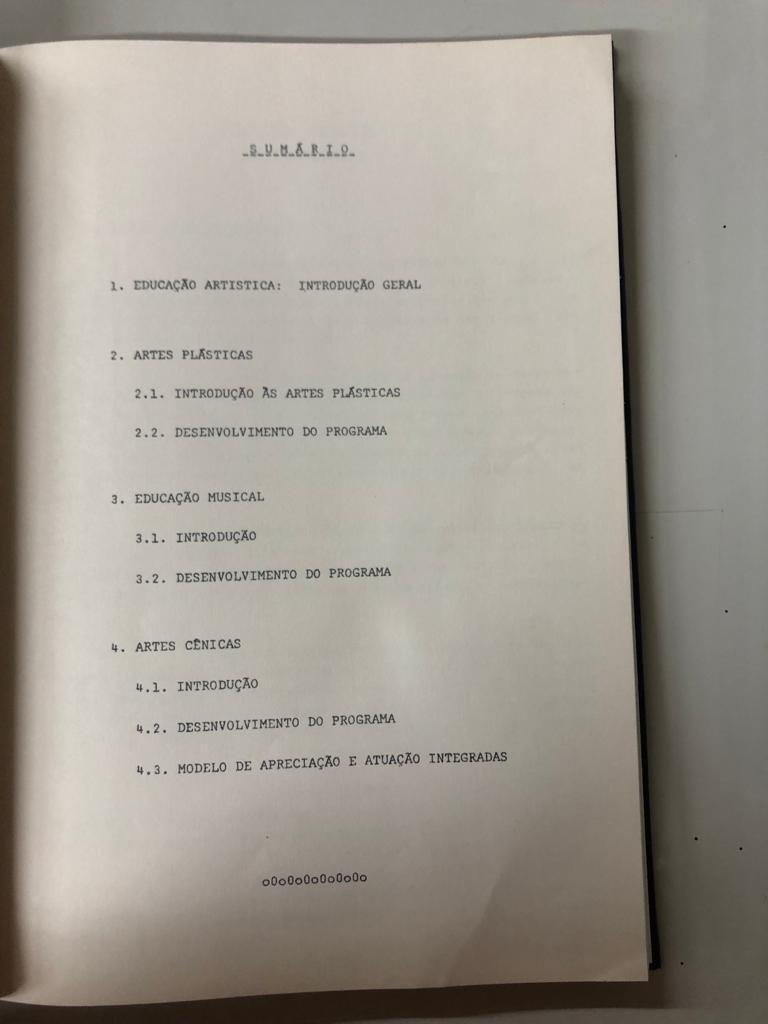 SUMÁRIO
1. EDUCAÇÃO ARTISTICA: INTRODUÇÃO GERAL
2. ARTES PLÁSTICAS
2.1. INTRODUÇÃO ÀS ARTES PLÁSTICAS
2.2. DESENVOLVIMENTO DO PROGRAMA
3. EDUCAÇÃO MUSICAL
3.1. INTRODUÇÃO
3.2. DESENVOLVIMENTO DO PROGRAMA
4. ARTES CÊNICAS
4.1. INTRODUÇÃO
4.2. DESENVOLVIMENTO DO PROGRAMA
4.3. MODELO DE APRECIAÇÃO E ATUAÇÃO INTEGRADAS
o0o0o0o0o0o0o